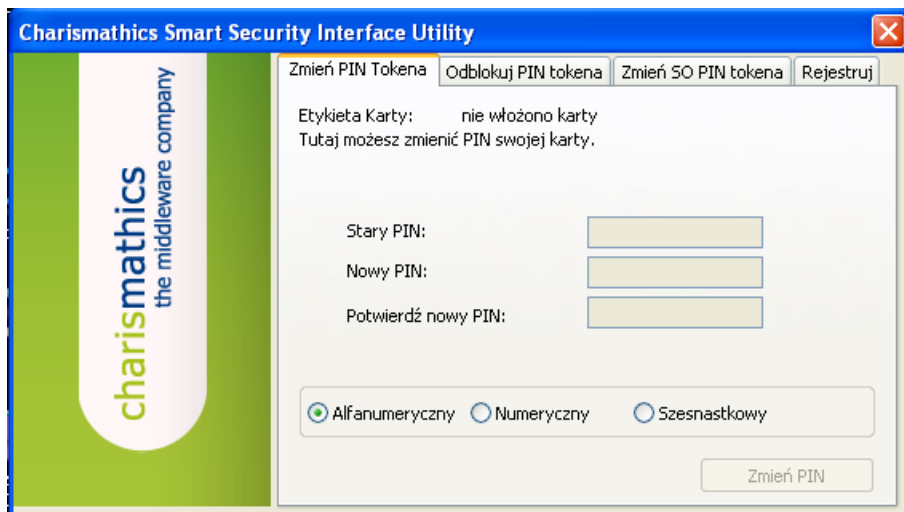 Charismathics Smart Security Interface Utility
Zmień PIN Tokena
Odblokuj PIN tokena
Zmień SO PIN tokena
Rejestruj
charismathics
the middleware company
Etykieta Karty: nie włożono karty
Tutaj możesz zmienić PIN swojej karty.
Stary PIN:
Nowy PIN:
Potwierdź nowy PIN:
Alfanumeryczny Numeryczny Szesnastkowy
Zmień PIN